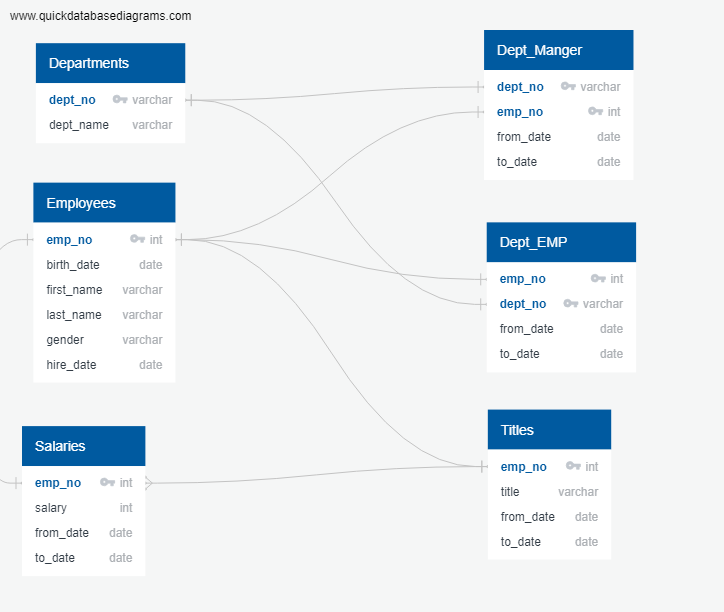 www.quickdatabasediagrams.com
Departments
dept_no varchar
dept_name varchar
Employees
emp_no int
birth_date date
first_name varchar
last_name varchar
gender varchar
hire_date date
Salaries
emp_no int
salary int
from_date date
to_date date
Dept_Manger
dept_no varchar
emp_no int
from_date date
to_date date
Dept_EMP
emp_no int
dept_no varchar
from_date date
to_date date
Titles
emp_no int
title varchar
from_date date
to_date date